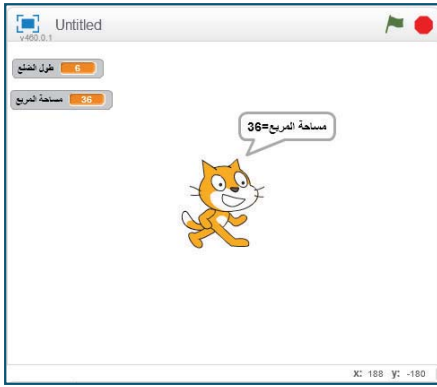 Untitled
v460.0.1
طول الضلع 6
مساحة المربع 36
مساحة المربع=36
X: 188 y: -180